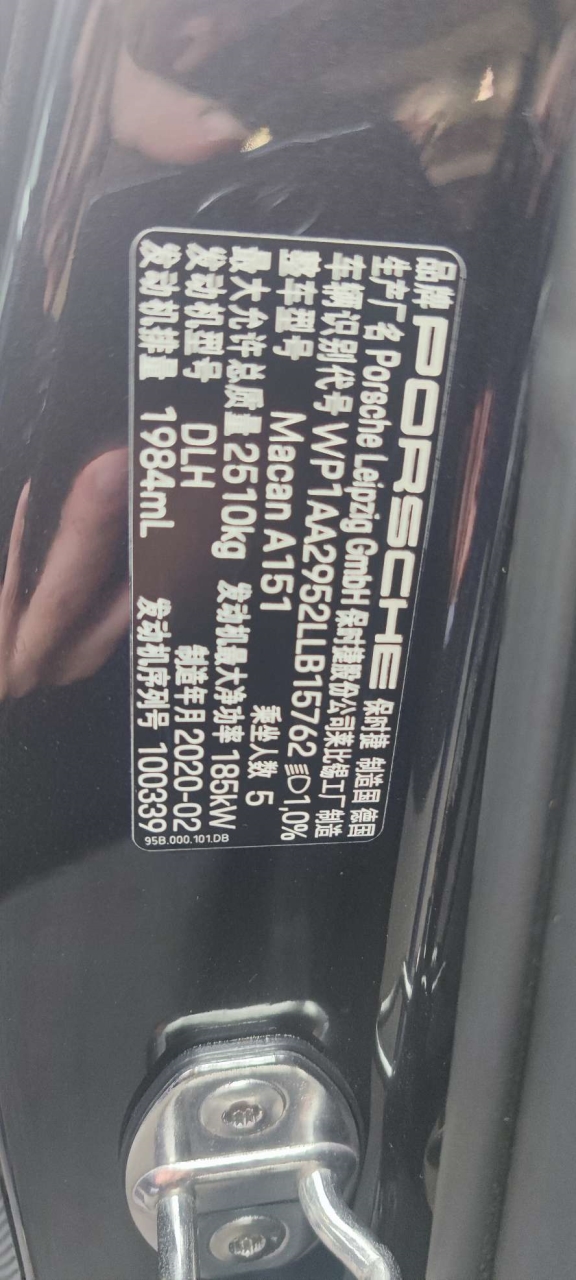 品牌 PORSCHE 保时捷 制造国 德国
生产厂名 Porsche Leipzig GmbH 保时捷股份公司莱比锡工厂 制造
车辆识别代号 WP1AA2952LLB15762 1,0%
整车型号 Macan A151 乘坐人数 5
最大允许总质量 2510kg 发动机最大净功率 185kW
发动机型号 DLH 制造年月 2020-02
发动机排量 1984mL 发动机序列号 100339
95B.000.101.DB